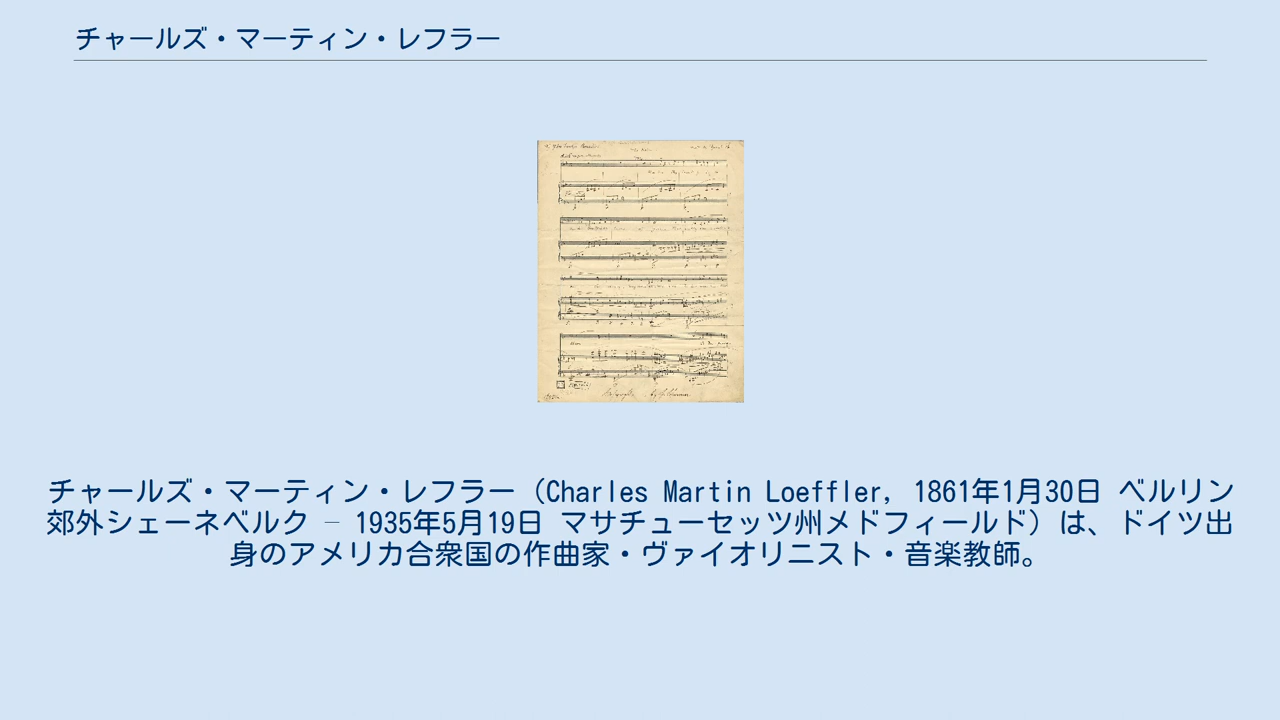 チャールズ・マーティン・レフラー
チャールズ・マーティン・レフラー（Charles Martin Loeffler, 1861年1月30日 ベルリン
郊外シェーネベルク – 1935年5月19日 マサチューセッツ州メドフィールド）は、ドイツ出
身のアメリカ合衆国の作曲家・ヴァイオリニスト・音楽教師。